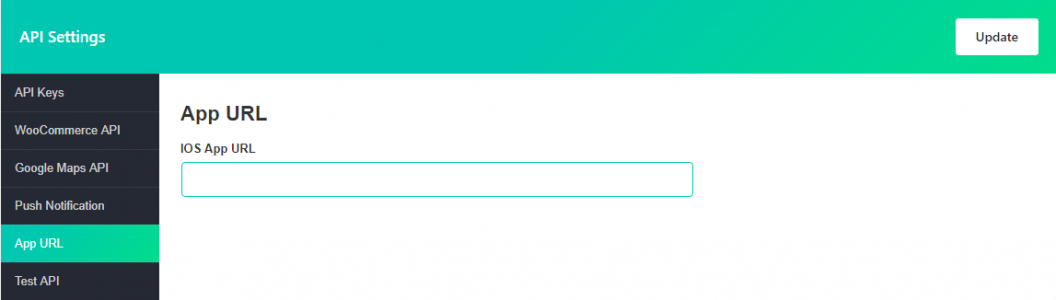 API Settings
Update
API Keys
WooCommerce API
Google Maps API
Push Notification
App URL
Test API
App URL
IOS App URL